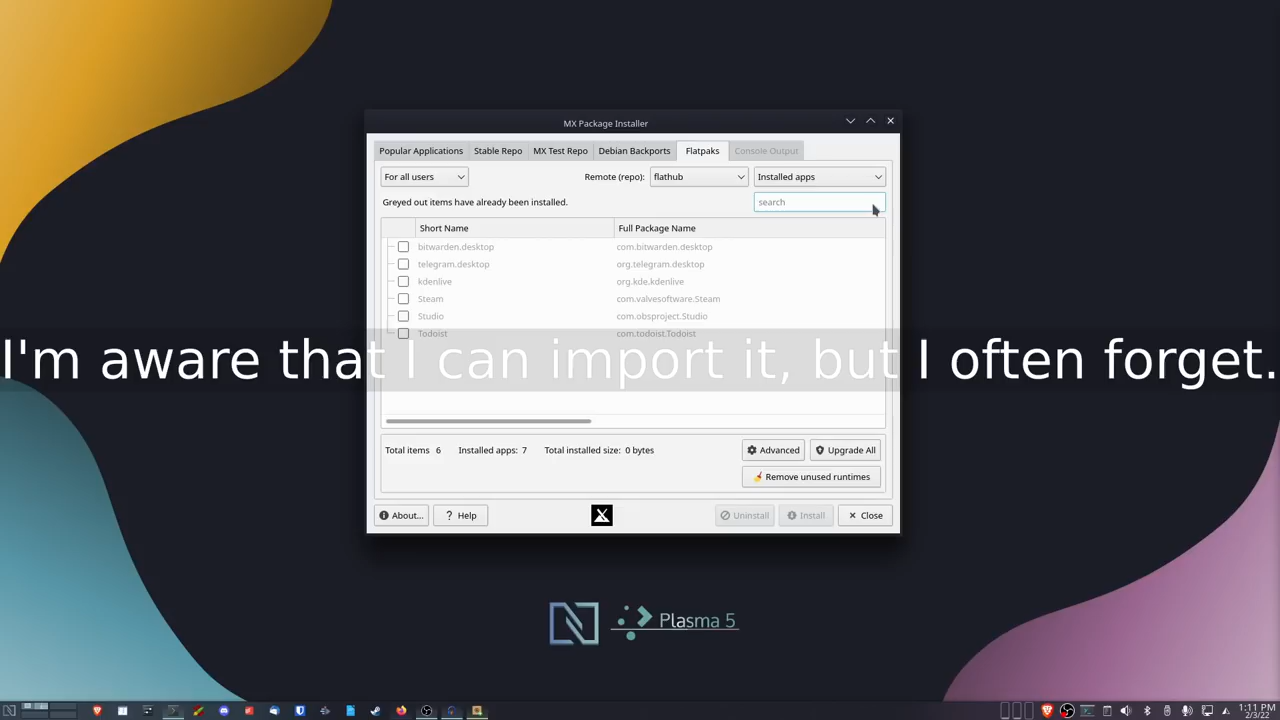 MX Package Installer
Popular Applications
Stable Repo
MX Test Repo
Debian Backports
Flatpaks
Console Output
For all users
Remote (repo):
flathub
Installed apps
Greyed out items have already been installed.
search
Short Name
Full Package Name
bitwarden.desktop
com.bitwarden.desktop
telegram.desktop
org.telegram.desktop
kdenlive
org.kde.kdenlive
Steam
com.valvesoftware.Steam
Studio
com.obsproject.Studio
Todoist
com.todoist.Todoist
I'm aware that I can import it, but I often forget.
Total items 6
Installed apps: 7
Total installed size: 0 bytes
Advanced
Upgrade All
Remove unused runtimes
About...
? Help
Uninstall
Install
Close
Plasma 5
1:11 PM
2/3/22